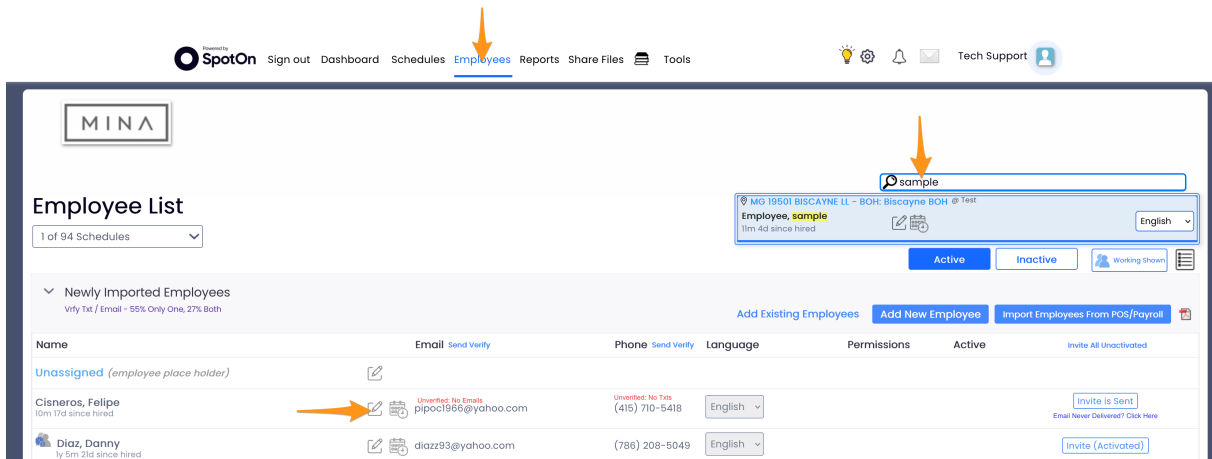 Powered by
SpotOn Sign out Dashboard Schedules Employees Reports Share Files Tools Tech Support
MINA
sample
Employee List
MG 19501 BISCAYNE LL - BOH: Biscayne BOH @ Test
Employee, sample
English
11m 4d since hired
1 of 94 Schedules
Active Inactive Working Shown
Newly Imported Employees
Vrfy Txt / Email - 55% Only One, 27% Both
Add Existing Employees Add New Employee Import Employees From POS/Payroll
Name Email Send Verify Phone Send Verify Language Permissions Active Invite All Unactivated
Unassigned (employee place holder)
Cisneros, Felipe
10m 17d since hired
Unverified: No Emails
pipoc1966@yahoo.com
Unverified: No Txts
(415) 710-5418
English
Invite is Sent
Email Never Delivered? Click Here
Diaz, Danny
1y 5m 21d since hired
diazz93@yahoo.com
(786) 208-5049
English
Invite (Activated)